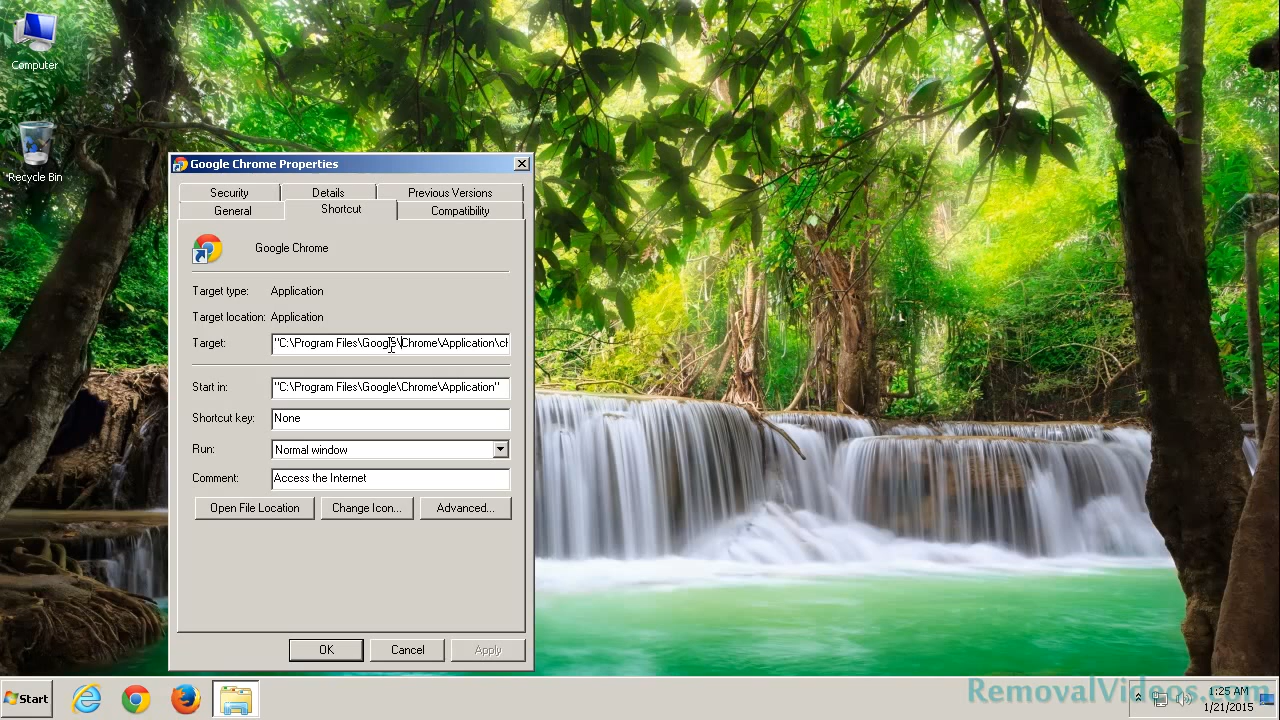 Computer
Recycle Bin
Google Chrome Properties
Security Details Previous Versions
General Shortcut Compatibility
Google Chrome
Target type: Application
Target location: Application
Target: "C:\Program Files\Google\Chrome\Application\ch
Start in: "C:\Program Files\Google\Chrome\Application"
Shortcut key: None
Run: Normal window
Comment: Access the Internet
Open File Location Change Icon... Advanced...
OK Cancel Apply
Start
RemovalVideos.com
1:25 AM
1/21/2015